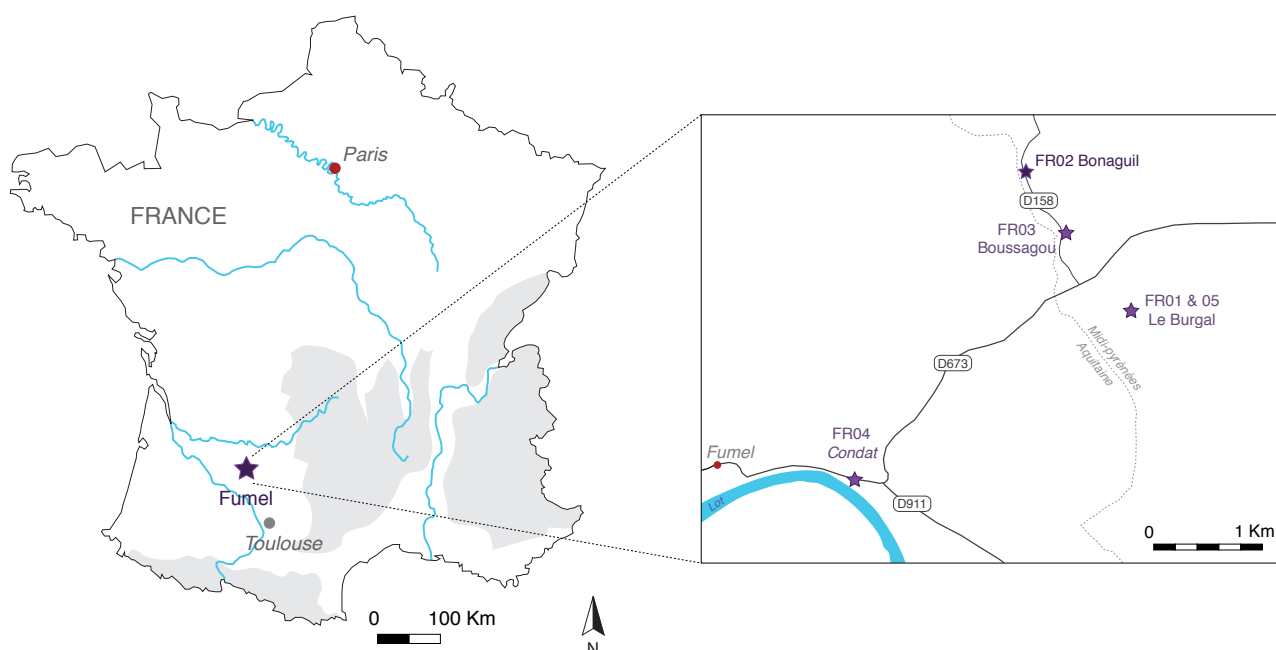 Paris
FRANCE
Fumel
Toulouse
0 100 Km
N
FR02 Bonaguil
D158
FR03
Boussagou
FR01 & 05
Le Burgal
Midi-pyrénées
Aquitaine
D673
FR04
Condat
Fumel
Lot
D911
0 1 Km